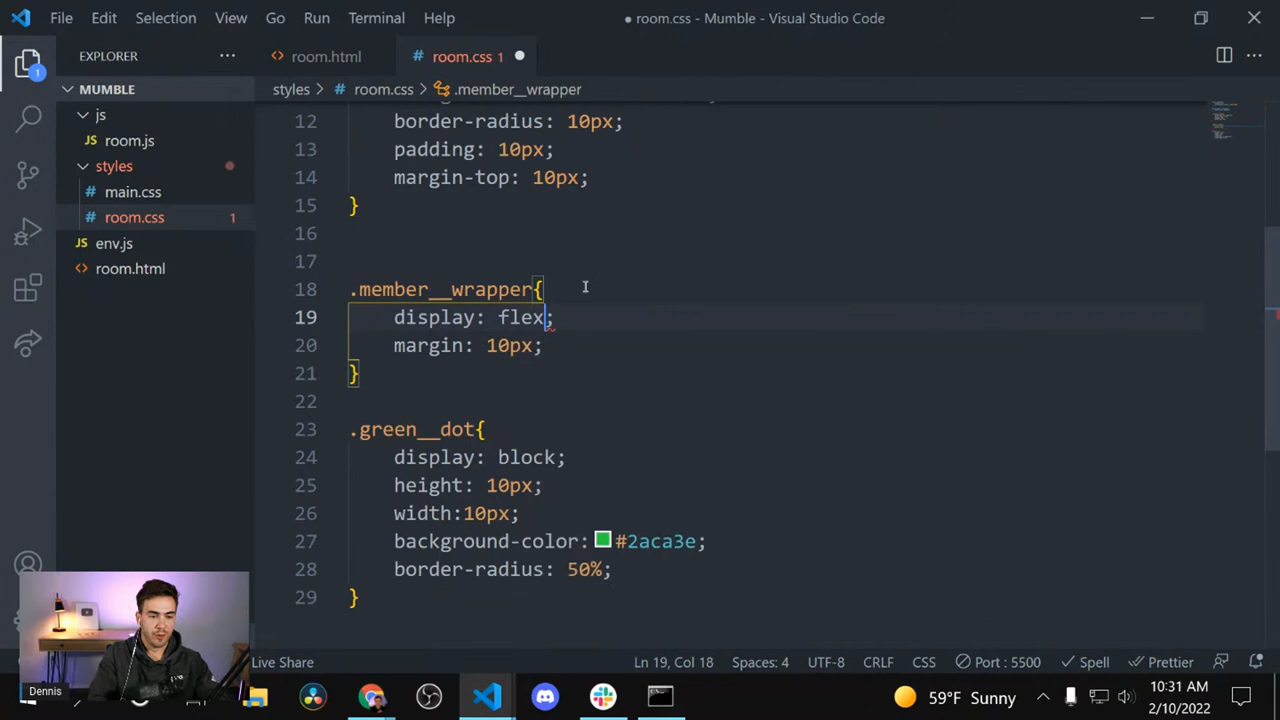 File Edit Selection View Go Run Terminal Help
● room.css - Mumble - Visual Studio Code
EXPLORER
room.html
# room.css 1
MUMBLE
styles > # room.css > .member__wrapper
js
JS room.js
styles
# main.css
# room.css 1
JS env.js
room.html
1
12 border-radius: 10px;
13 padding: 10px;
14 margin-top: 10px;
15 }
16
17
18 .member__wrapper{
19 display: flex;
20 margin: 10px;
21 }
22
23 .green__dot{
24 display: block;
25 height: 10px;
26 width:10px;
27 background-color: #2aca3e;
28 border-radius: 50%;
29 }
Live Share
Ln 19, Col 18 Spaces: 4 UTF-8 CRLF CSS Port : 5500 Spell Prettier
Dennis
59°F Sunny
10:31 AM
2/10/2022